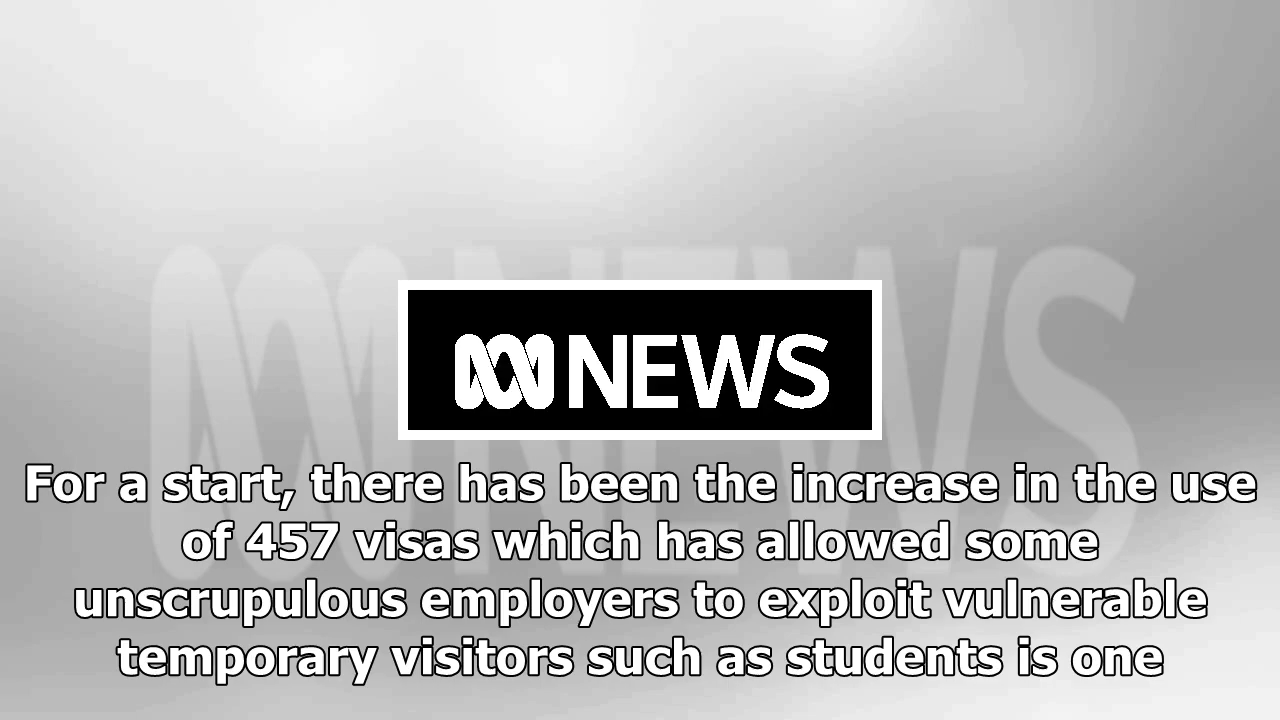 NEWS
NEWS
For a start, there has been the increase in the use
of 457 visas which has allowed some
unscrupulous employers to exploit vulnerable
temporary visitors such as students is one